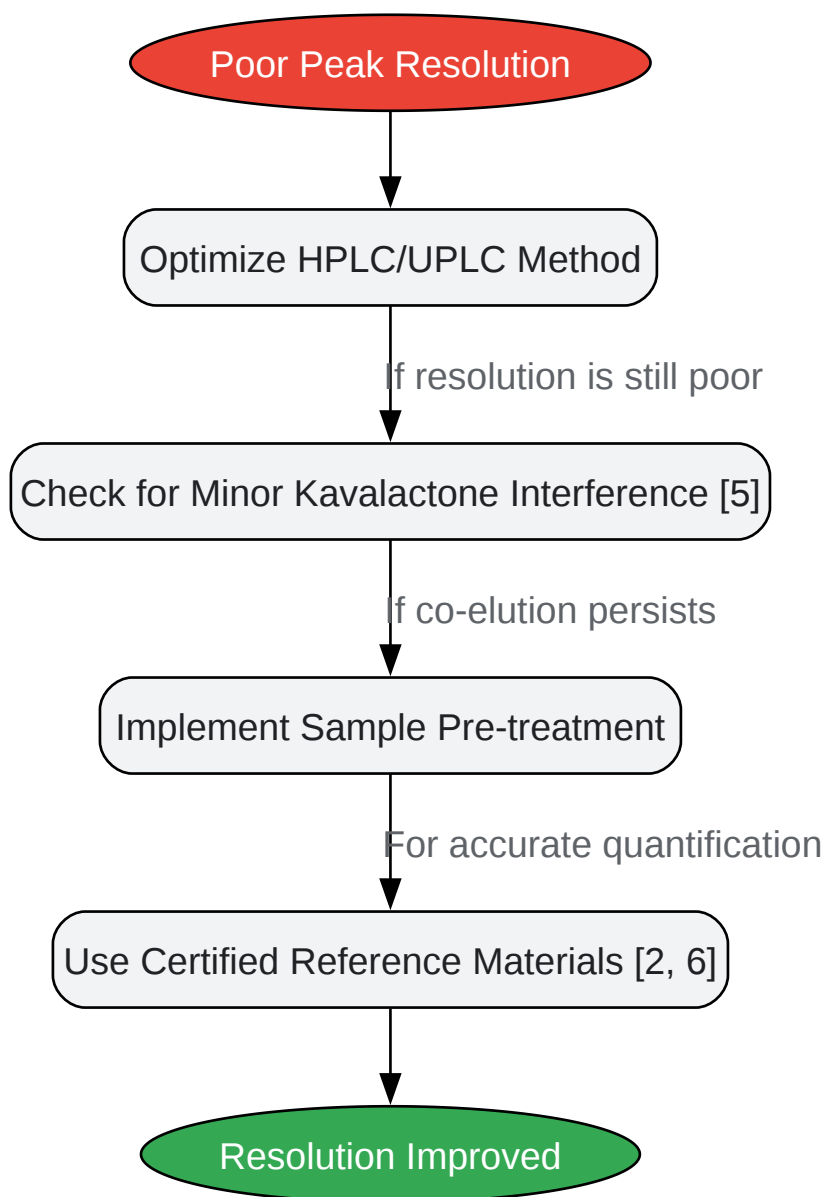 Poor Peak Resolution
Optimize HPLC/UPLC Method
If resolution is still poor
Check for Minor Kavalactone Interference [5]
If co-elution persists
Implement Sample Pre-treatment
For accurate quantification
Use Certified Reference Materials [2, 6]
Resolution Improved